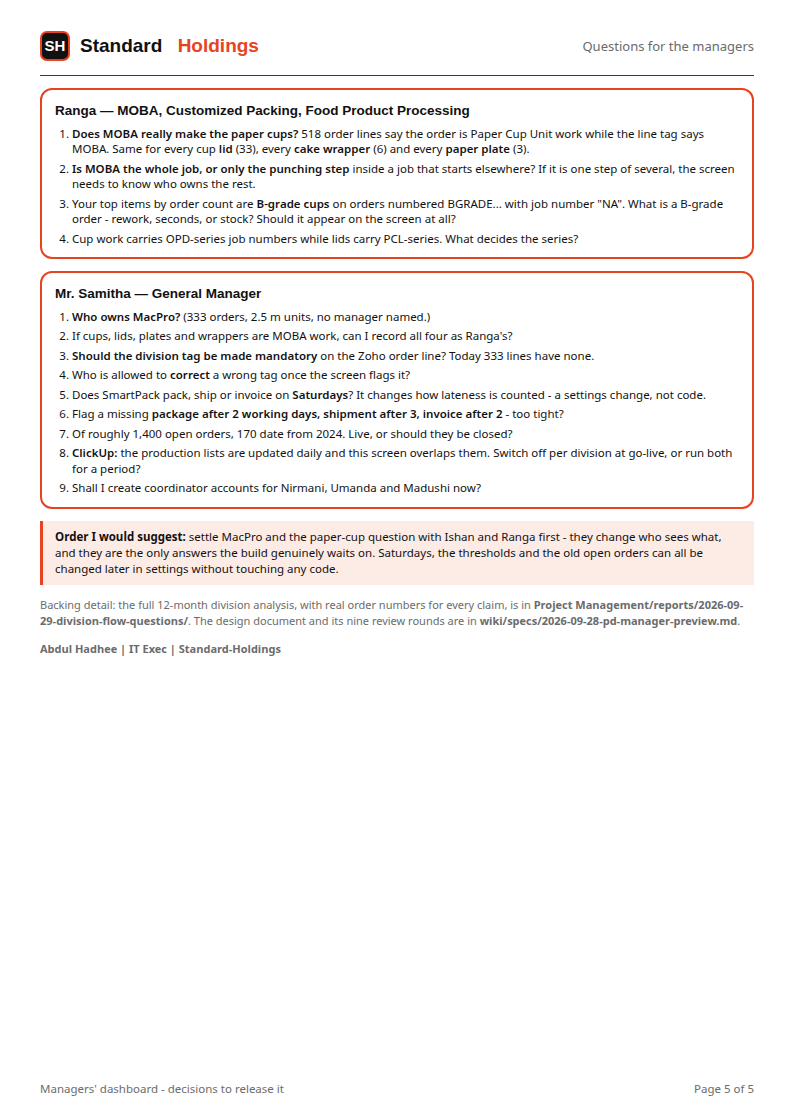 SH Standard Holdings
Questions for the managers
Ranga — MOBA, Customized Packing, Food Product Processing
1. Does MOBA really make the paper cups? 518 order lines say the order is Paper Cup Unit work while the line tag says
MOBA. Same for every cup lid (33), every cake wrapper (6) and every paper plate (3).
2. Is MOBA the whole job, or only the punching step inside a job that starts elsewhere? If it is one step of several, the screen
needs to know who owns the rest.
3. Your top items by order count are B-grade cups on orders numbered BGRADE... with job number "NA". What is a B-grade
order - rework, seconds, or stock? Should it appear on the screen at all?
4. Cup work carries OPD-series job numbers while lids carry PCL-series. What decides the series?
Mr. Samitha — General Manager
1. Who owns MacPro? (333 orders, 2.5 m units, no manager named.)
2. If cups, lids, plates and wrappers are MOBA work, can I record all four as Ranga's?
3. Should the division tag be made mandatory on the Zoho order line? Today 333 lines have none.
4. Who is allowed to correct a wrong tag once the screen flags it?
5. Does SmartPack pack, ship or invoice on Saturdays? It changes how lateness is counted - a settings change, not code.
6. Flag a missing package after 2 working days, shipment after 3, invoice after 2 - too tight?
7. Of roughly 1,400 open orders, 170 date from 2024. Live, or should they be closed?
8. ClickUp: the production lists are updated daily and this screen overlaps them. Switch off per division at go-live, or run both
for a period?
9. Shall I create coordinator accounts for Nirmani, Umanda and Madushi now?
Order I would suggest: settle MacPro and the paper-cup question with Ishan and Ranga first - they change who sees what,
and they are the only answers the build genuinely waits on. Saturdays, the thresholds and the old open orders can all be
changed later in settings without touching any code.
Backing detail: the full 12-month division analysis, with real order numbers for every claim, is in Project Management/reports/2026-09-
29-division-flow-questions/. The design document and its nine review rounds are in wiki/specs/2026-09-28-pd-manager-preview.md.
Abdul Hadhee | IT Exec | Standard-Holdings
Managers' dashboard - decisions to release it
Page 5 of 5